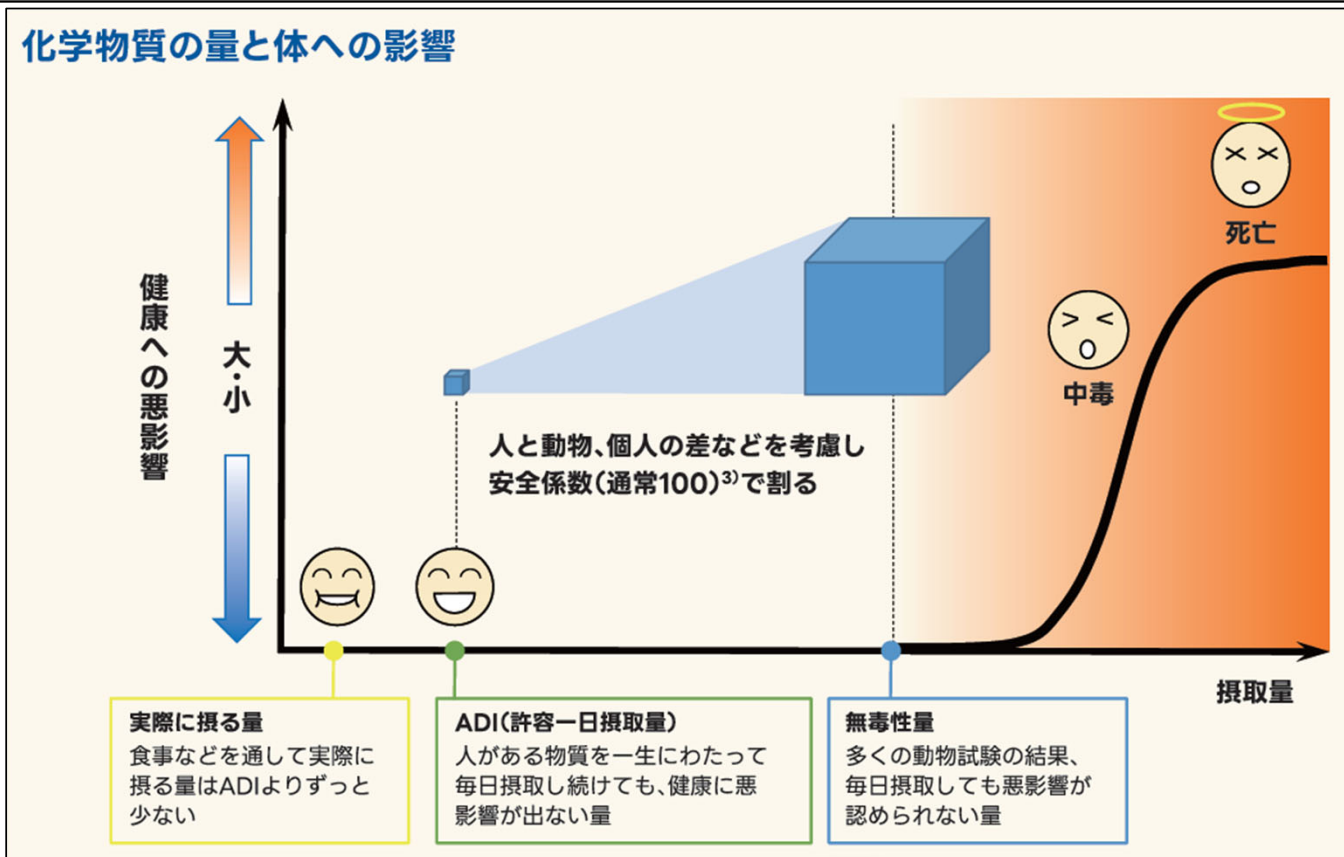 化学物質の量と体への影響
健康への悪影響
大・小
死亡
中毒
人と動物、個人の差などを考慮し
安全係数(通常100)3)で割る
摂取量
実際に摂る量
食事などを通して実際に
摂る量はADIよりずっと
少ない
ADI(許容一日摂取量)
人がある物質を一生にわたって
毎日摂取し続けても、健康に悪
影響が出ない量
無毒性量
多くの動物試験の結果、
毎日摂取しても悪影響が
認められない量